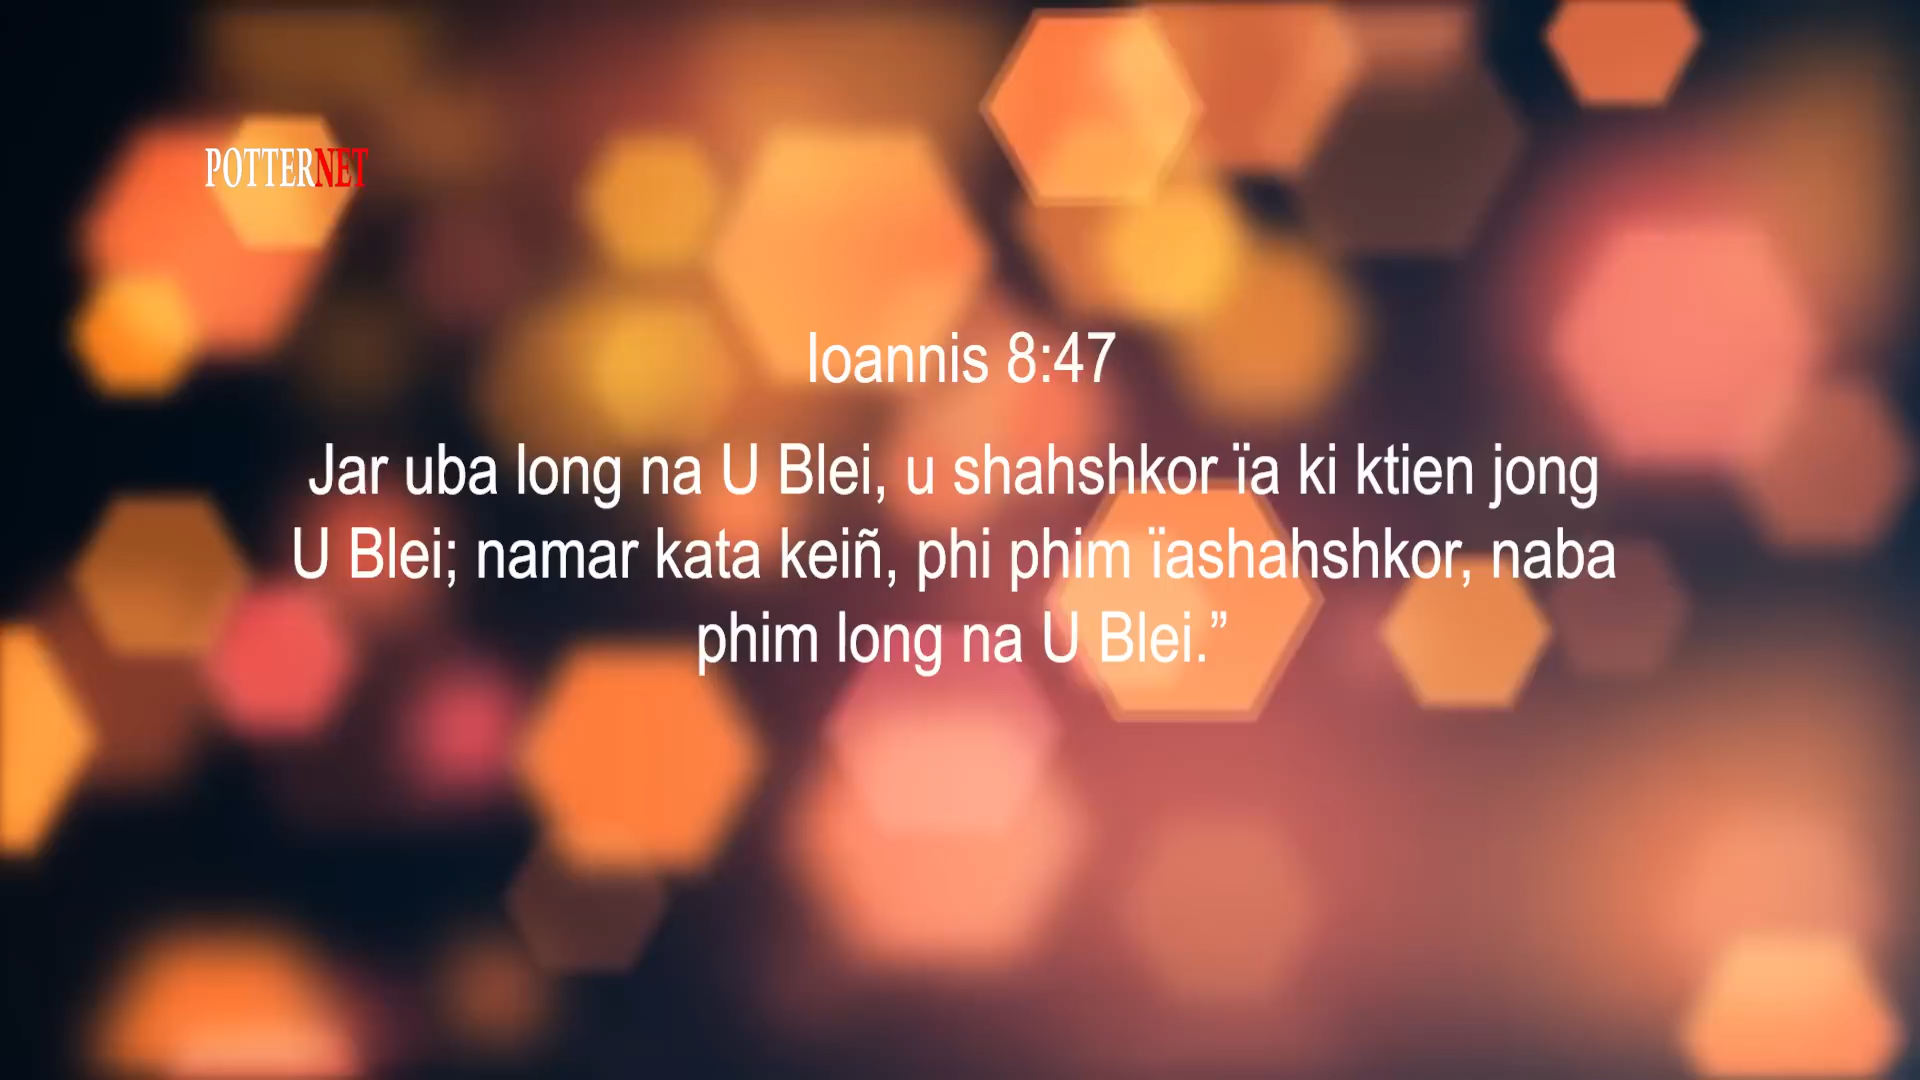 POTTERNET
Ioannis 8:47
Jar uba long na U Blei, u shahshkor ïa ki ktien jong
U Blei; namar kata keiñ, phi phim ïashahshkor, naba
phim long na U Blei.”